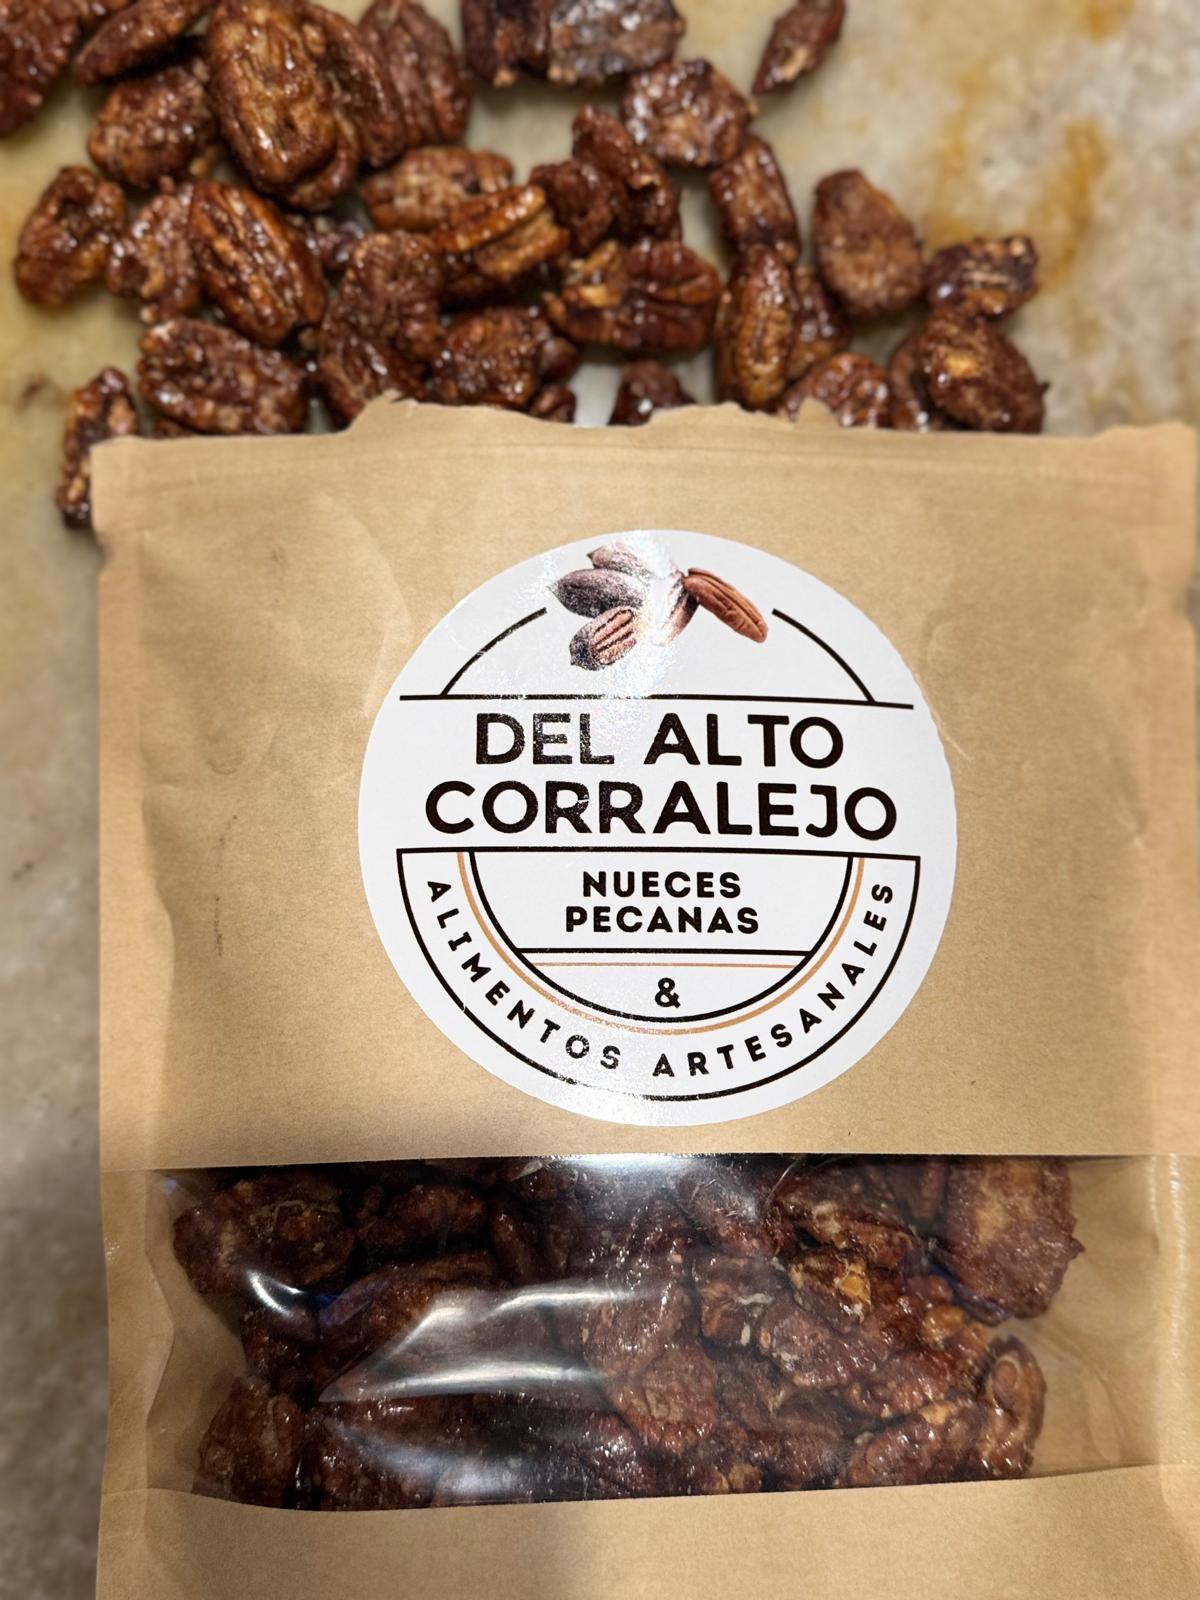 DEL ALTO
CORRALEJO
NUECES
PECANAS
&
ALIMENTOS ARTESANALES